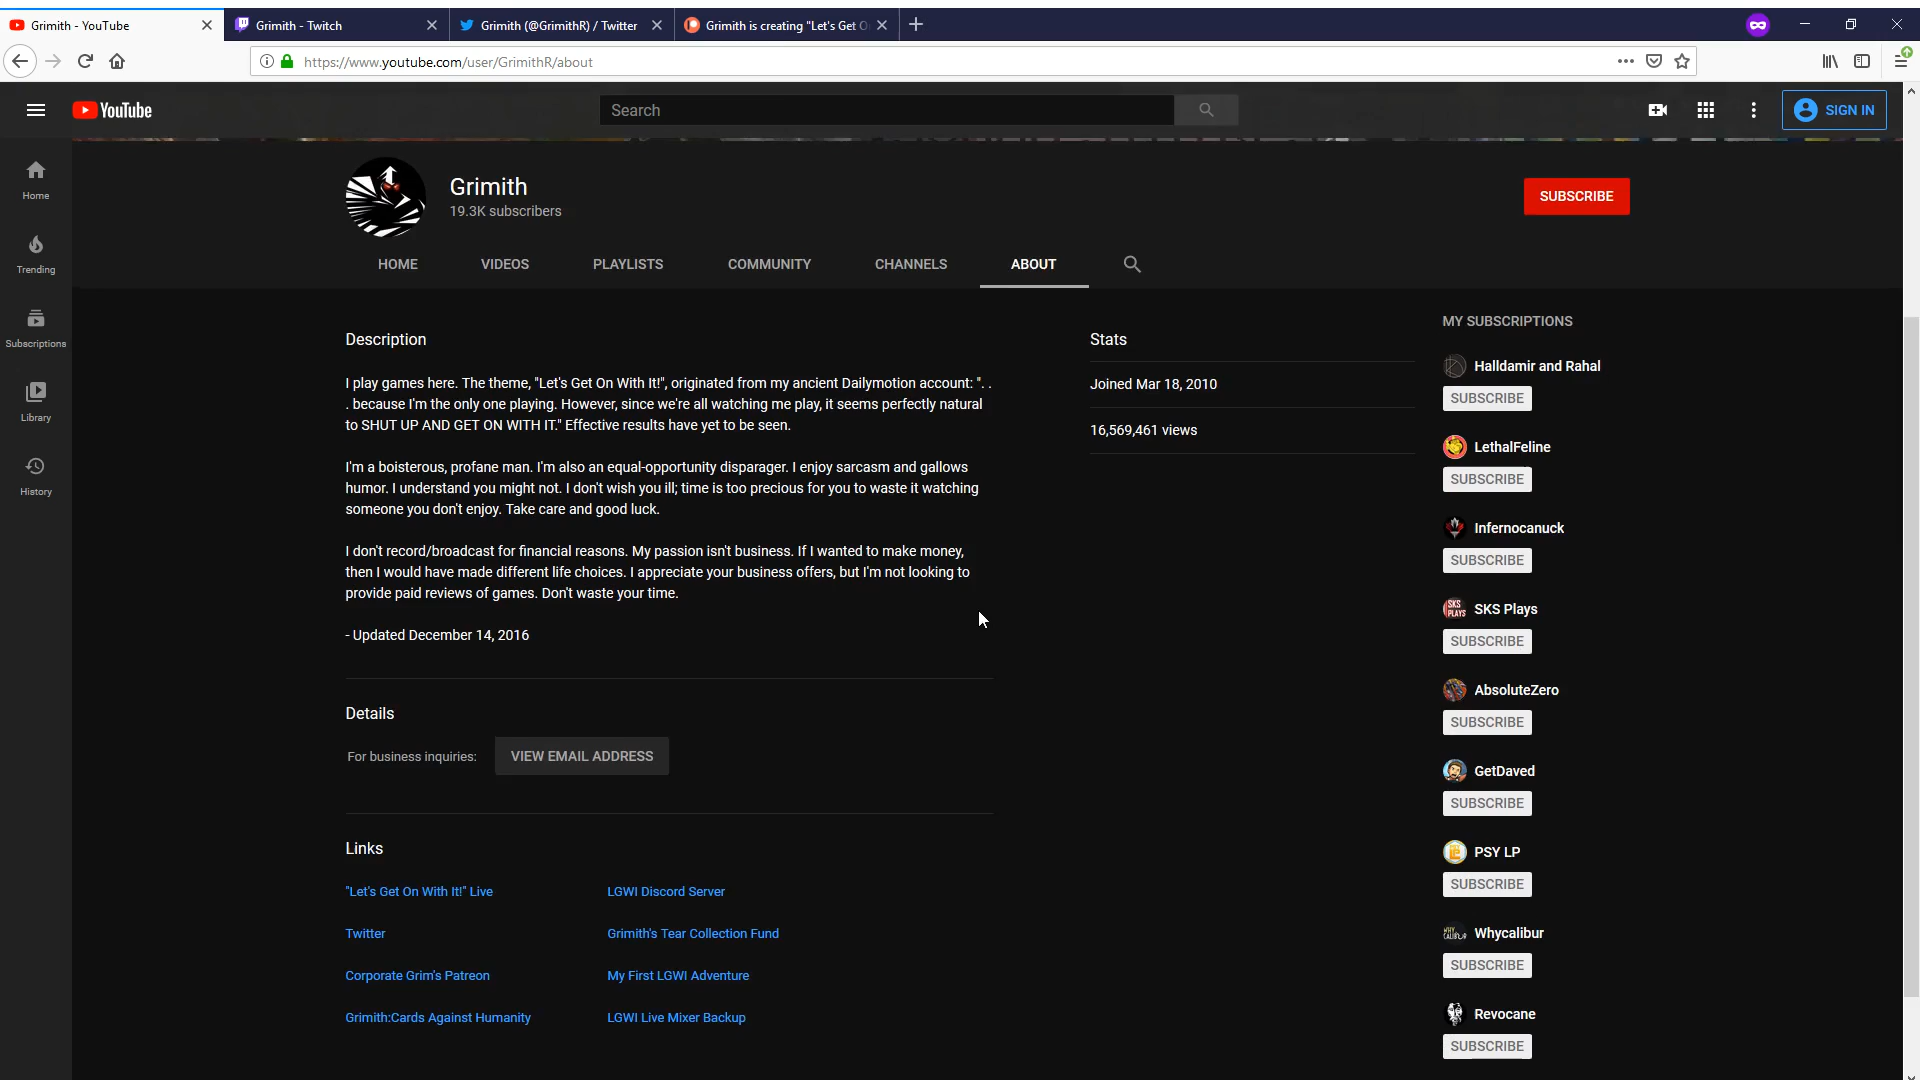 Grimith - YouTube
Grimith - Twitch
Grimith (@GrimithR) / Twitter
Grimith is creating "Let's Get O
https://www.youtube.com/user/GrimithR/about
YouTube
Search
SIGN IN
Home
Trending
Subscriptions
Library
History
Grimith
19.3K subscribers
SUBSCRIBE
HOME
VIDEOS
PLAYLISTS
COMMUNITY
CHANNELS
ABOUT
Description
I play games here. The theme, "Let's Get On With It!", originated from my ancient Dailymotion account: ". .
. because I'm the only one playing. However, since we're all watching me play, it seems perfectly natural
to SHUT UP AND GET ON WITH IT." Effective results have yet to be seen.
I'm a boisterous, profane man. I'm also an equal-opportunity disparager. I enjoy sarcasm and gallows
humor. I understand you might not. I don't wish you ill; time is too precious for you to waste it watching
someone you don't enjoy. Take care and good luck.
I don't record/broadcast for financial reasons. My passion isn't business. If I wanted to make money,
then I would have made different life choices. I appreciate your business offers, but I'm not looking to
provide paid reviews of games. Don't waste your time.
- Updated December 14, 2016
Details
For business inquiries:
VIEW EMAIL ADDRESS
Links
"Let's Get On With It!" Live
LGWI Discord Server
Twitter
Grimith's Tear Collection Fund
Corporate Grim's Patreon
My First LGWI Adventure
Grimith:Cards Against Humanity
LGWI Live Mixer Backup
Stats
Joined Mar 18, 2010
16,569,461 views
MY SUBSCRIPTIONS
Halldamir and Rahal
SUBSCRIBE
LethalFeline
SUBSCRIBE
Infernocanuck
SUBSCRIBE
SKS PLAYS
SKS Plays
SUBSCRIBE
AbsoluteZero
SUBSCRIBE
GetDaved
SUBSCRIBE
PSY LP
SUBSCRIBE
Whycalibur
SUBSCRIBE
Revocane
SUBSCRIBE